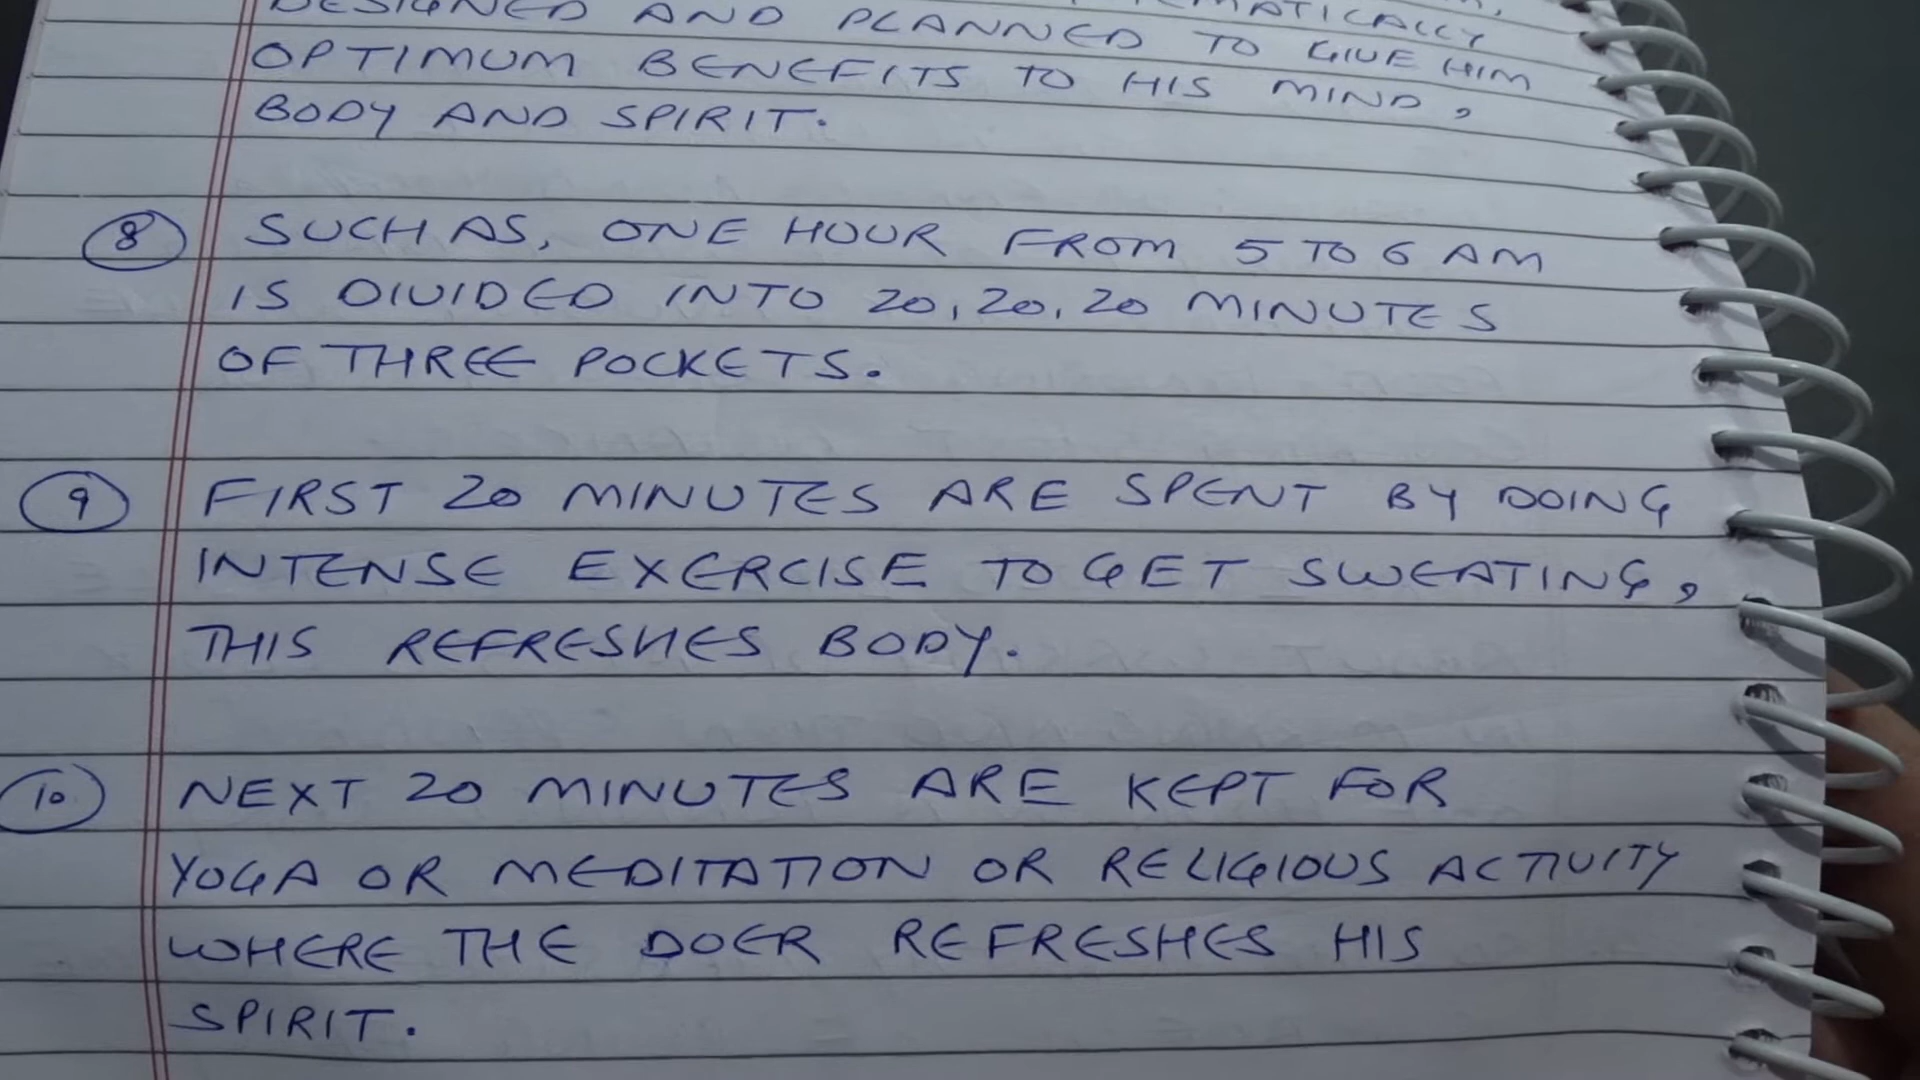 DESIGNED AND PLANNED TO GIVE HIM
OPTIMUM BENEFITS TO HIS MIND,
BODY AND SPIRIT.
8 SUCH AS, ONE HOUR FROM 5 TO 6 AM
IS DIVIDED INTO 20, 20, 20 MINUTES
OF THREE POCKETS.
9 FIRST 20 MINUTES ARE SPENT BY DOING
INTENSE EXERCISE TO GET SWEATING,
THIS REFRESHES BODY.
10 NEXT 20 MINUTES ARE KEPT FOR
YOGA OR MEDITATION OR RELIGIOUS ACTIVITY
WHERE THE DOER REFRESHES HIS
SPIRIT.